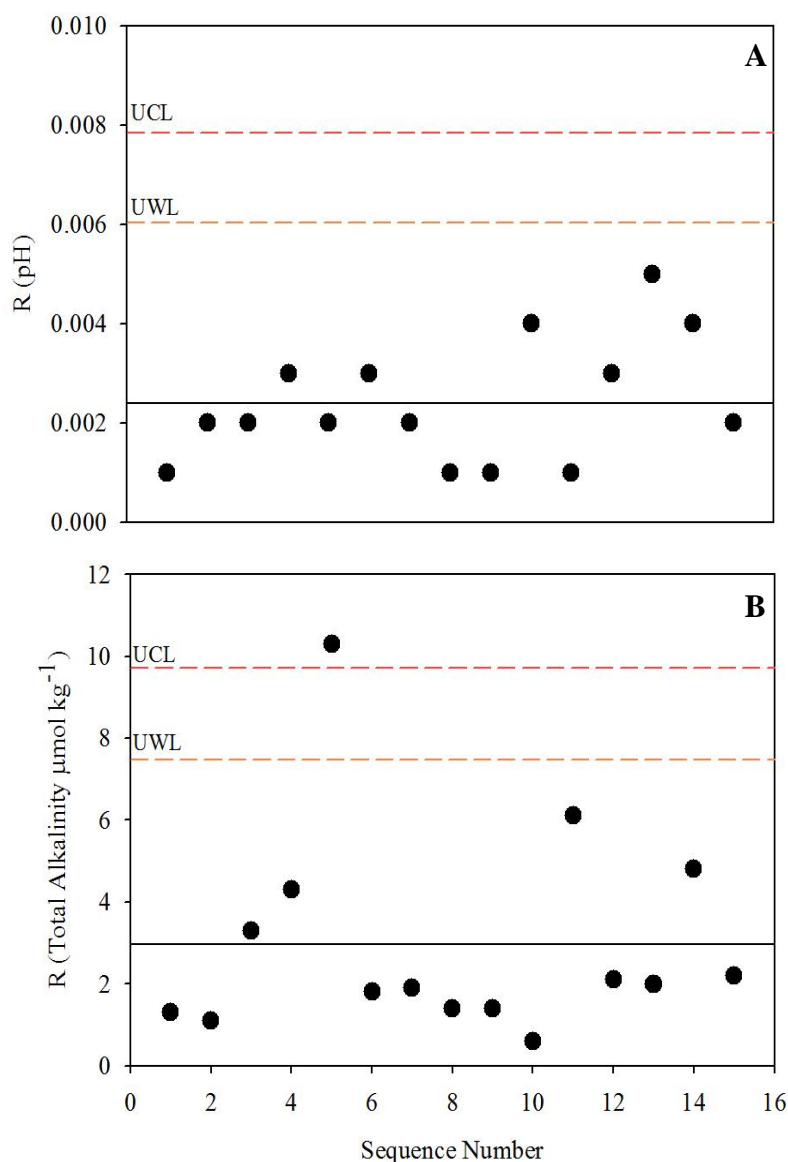 A
0.010
UCL
0.008
UWL
0.006
R (pH)
0.004
0.002
0.000
B
12
UCL
10
UWL
8
R (Total Alkalinity µmol kg⁻¹)
6
4
2
0
0 2 4 6 8 10 12 14 16
Sequence Number